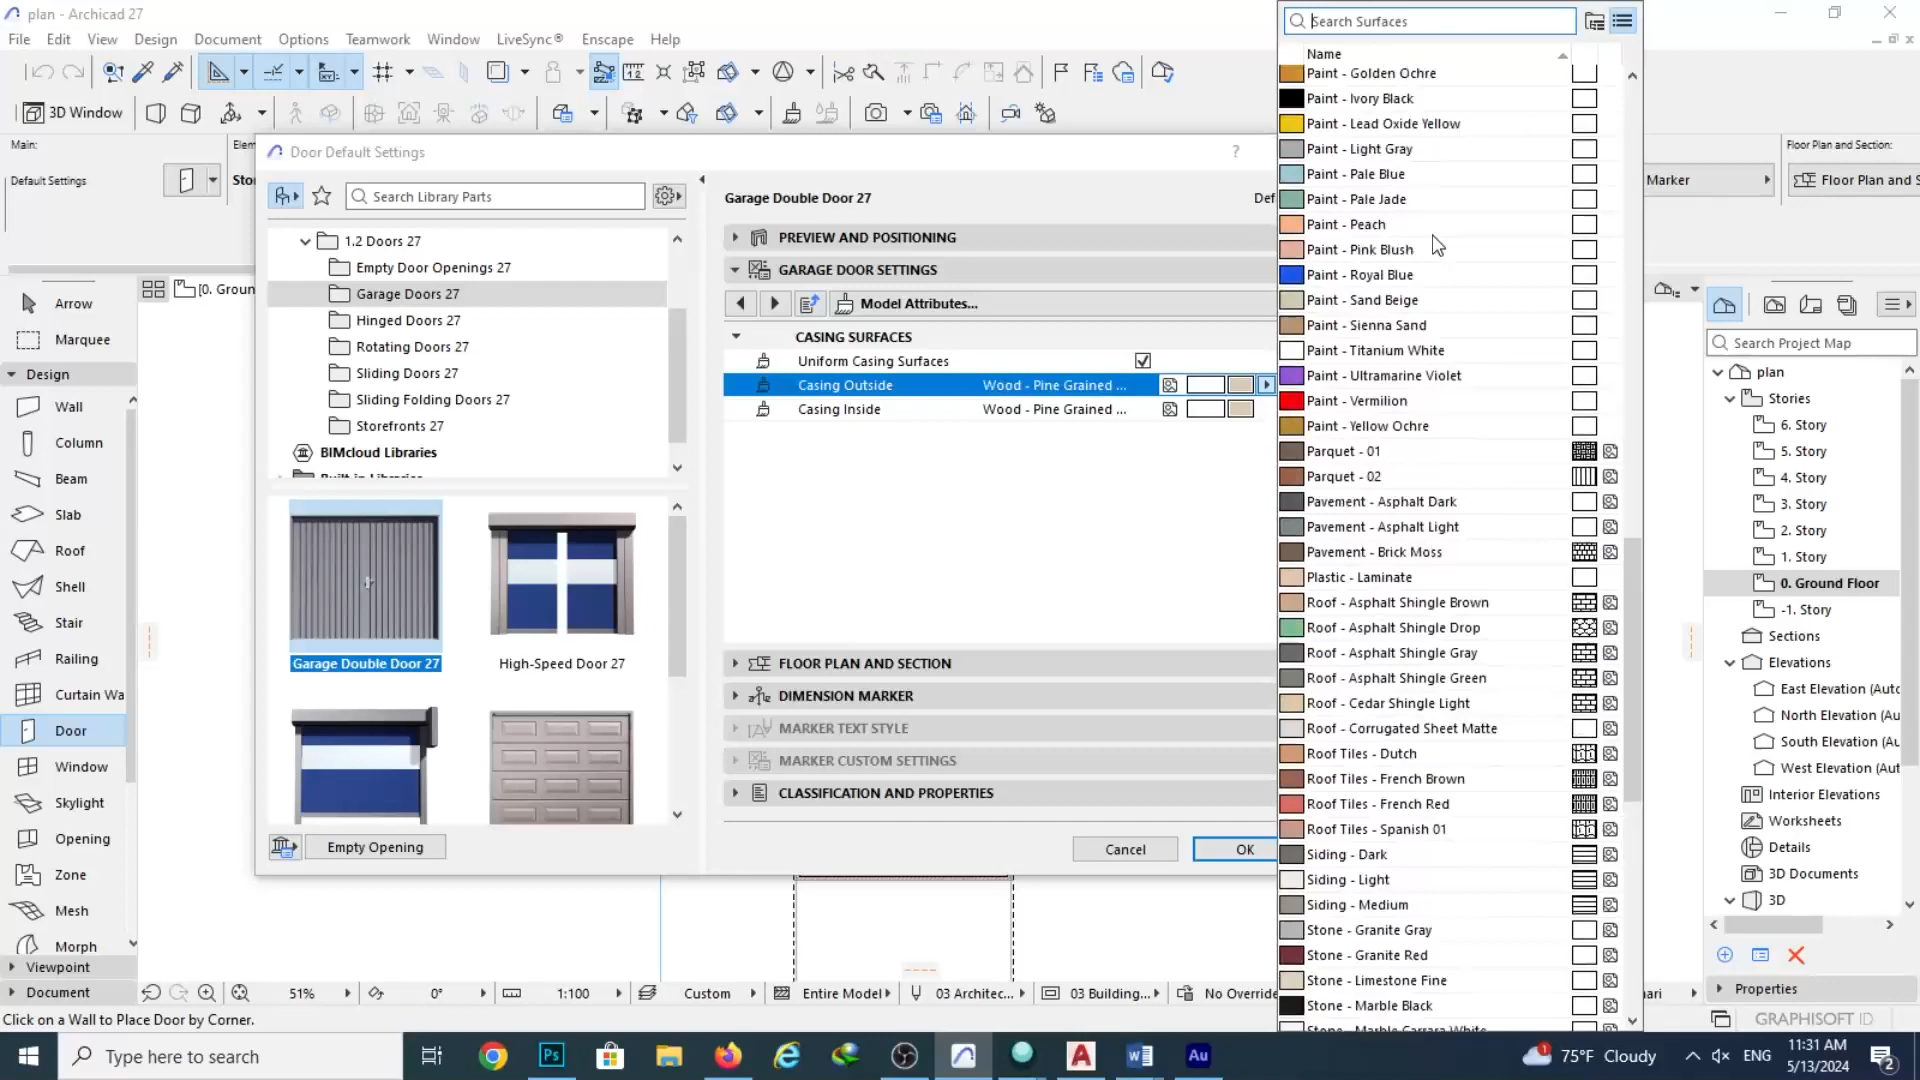 plan - Archicad 27
File Edit View Design Document Options Teamwork Window LiveSync® Enscape Help
3D Window
Main:
Default Settings
Elem
Sto
Marker
Floor Plan and Section:
Floor Plan and S
[0. Groun
Arrow
Marquee
Design
Wall
Column
Beam
Slab
Roof
Shell
Stair
Railing
Curtain Wa
Door
Window
Skylight
Opening
Zone
Mesh
Morph
Viewpoint
Document
Door Default Settings
?
Search Library Parts
1.2 Doors 27
Empty Door Openings 27
Garage Doors 27
Hinged Doors 27
Rotating Doors 27
Sliding Doors 27
Sliding Folding Doors 27
Storefronts 27
BIMcloud Libraries
Built-in Libraries
Garage Double Door 27
High-Speed Door 27
Empty Opening
Garage Double Door 27
Def
PREVIEW AND POSITIONING
GARAGE DOOR SETTINGS
Model Attributes...
CASING SURFACES
Uniform Casing Surfaces
Casing Outside Wood - Pine Grained ...
Casing Inside Wood - Pine Grained ...
FLOOR PLAN AND SECTION
DIMENSION MARKER
MARKER TEXT STYLE
MARKER CUSTOM SETTINGS
CLASSIFICATION AND PROPERTIES
Cancel
OK
Search Surfaces
Name
Paint - Golden Ochre
Paint - Ivory Black
Paint - Lead Oxide Yellow
Paint - Light Gray
Paint - Pale Blue
Paint - Pale Jade
Paint - Peach
Paint - Pink Blush
Paint - Royal Blue
Paint - Sand Beige
Paint - Sienna Sand
Paint - Titanium White
Paint - Ultramarine Violet
Paint - Vermilion
Paint - Yellow Ochre
Parquet - 01
Parquet - 02
Pavement - Asphalt Dark
Pavement - Asphalt Light
Pavement - Brick Moss
Plastic - Laminate
Roof - Asphalt Shingle Brown
Roof - Asphalt Shingle Drop
Roof - Asphalt Shingle Gray
Roof - Asphalt Shingle Green
Roof - Cedar Shingle Light
Roof - Corrugated Sheet Matte
Roof Tiles - Dutch
Roof Tiles - French Brown
Roof Tiles - French Red
Roof Tiles - Spanish 01
Siding - Dark
Siding - Light
Siding - Medium
Stone - Granite Gray
Stone - Granite Red
Stone - Limestone Fine
Stone - Marble Black
Stone - Marble Carrara White
Search Project Map
plan
Stories
6. Story
5. Story
4. Story
3. Story
2. Story
1. Story
0. Ground Floor
-1. Story
Sections
Elevations
East Elevation (Auto
North Elevation (Au
South Elevation (Au
West Elevation (Aut
Interior Elevations
Worksheets
Details
3D Documents
3D
Properties
51% 0° 1:100 Custom Entire Model 03 Architec... 03 Building... No Override ari
Click on a Wall to Place Door by Corner.
GRAPHISOFT ID
Type here to search
Ps
Au
1
75°F Cloudy
ENG
11:31 AM
5/13/2024
2